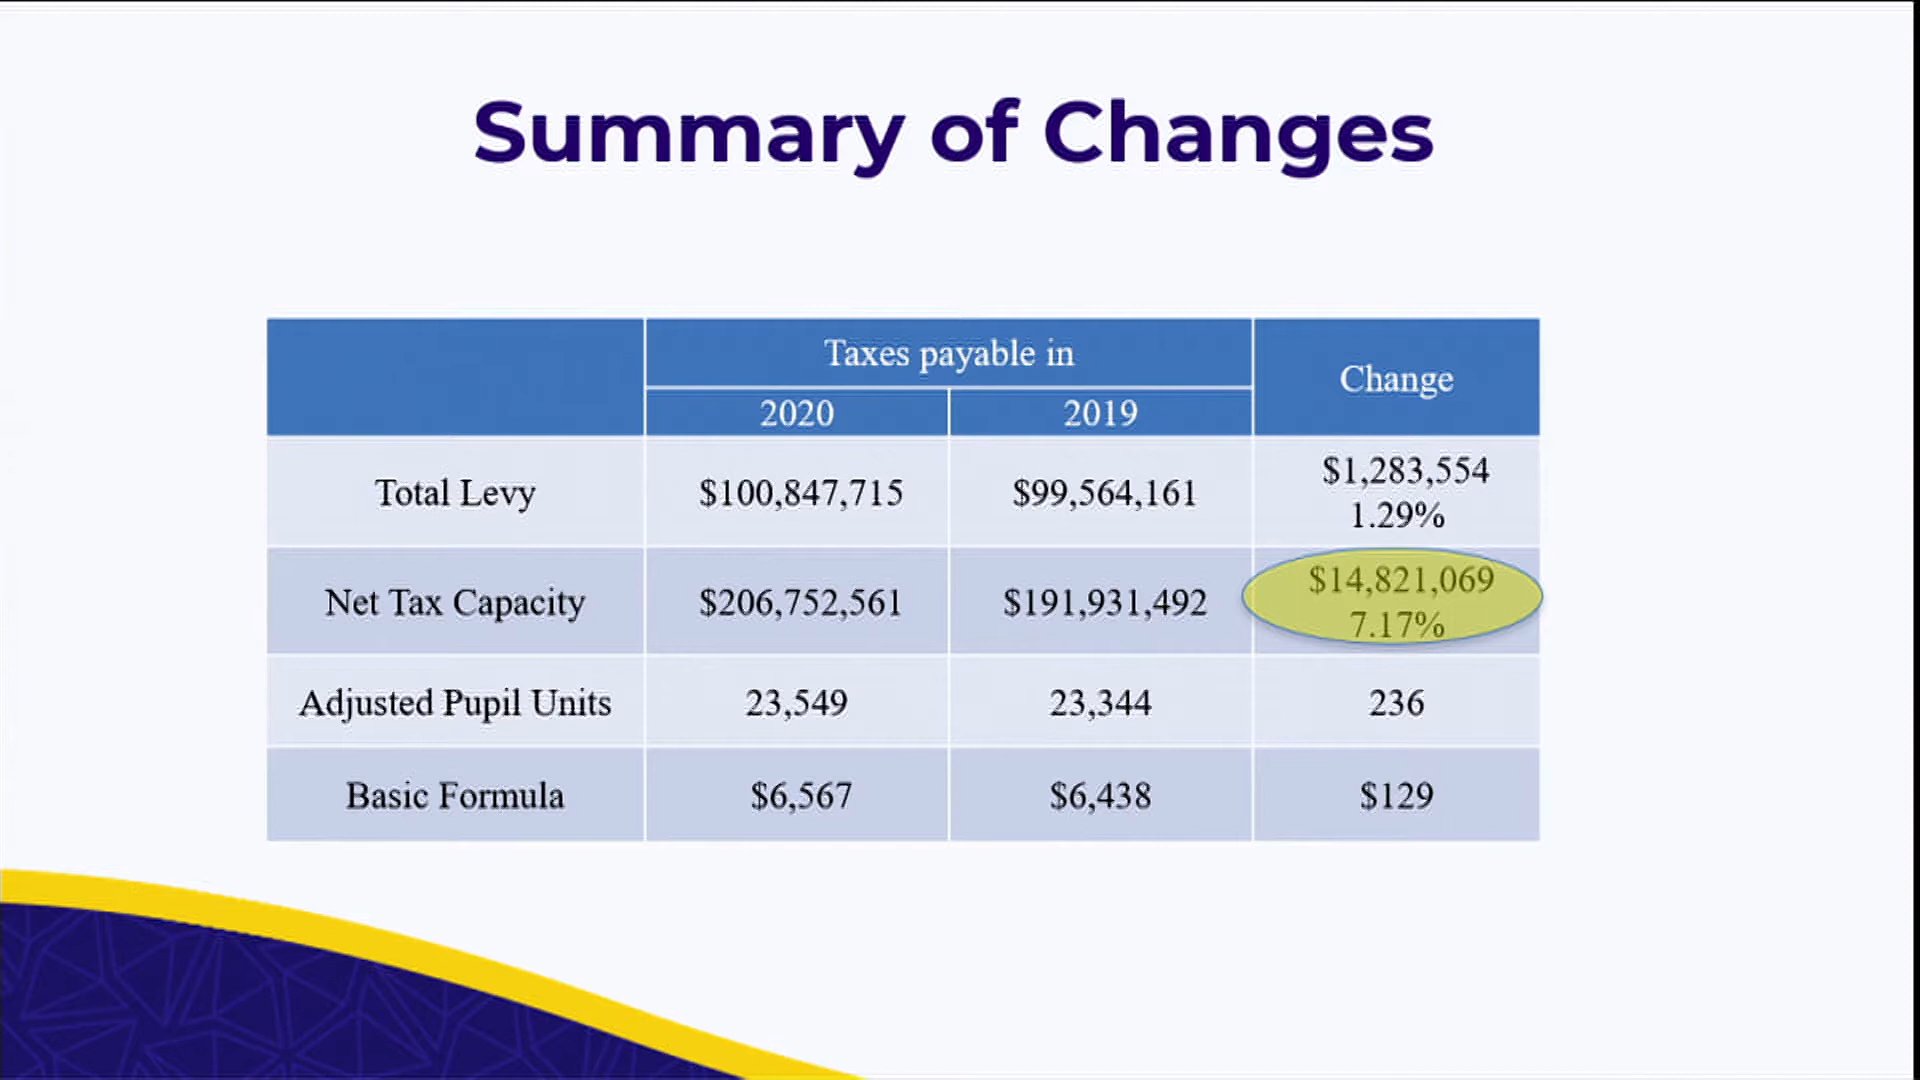 Summary of Changes
Taxes payable in
Change
2020
2019
Total Levy
$100,847,715
$99,564,161
$1,283,554
1.29%
Net Tax Capacity
$206,752,561
$191,931,492
$14,821,069
7.17%
Adjusted Pupil Units
23,549
23,344
236
Basic Formula
$6,567
$6,438
$129